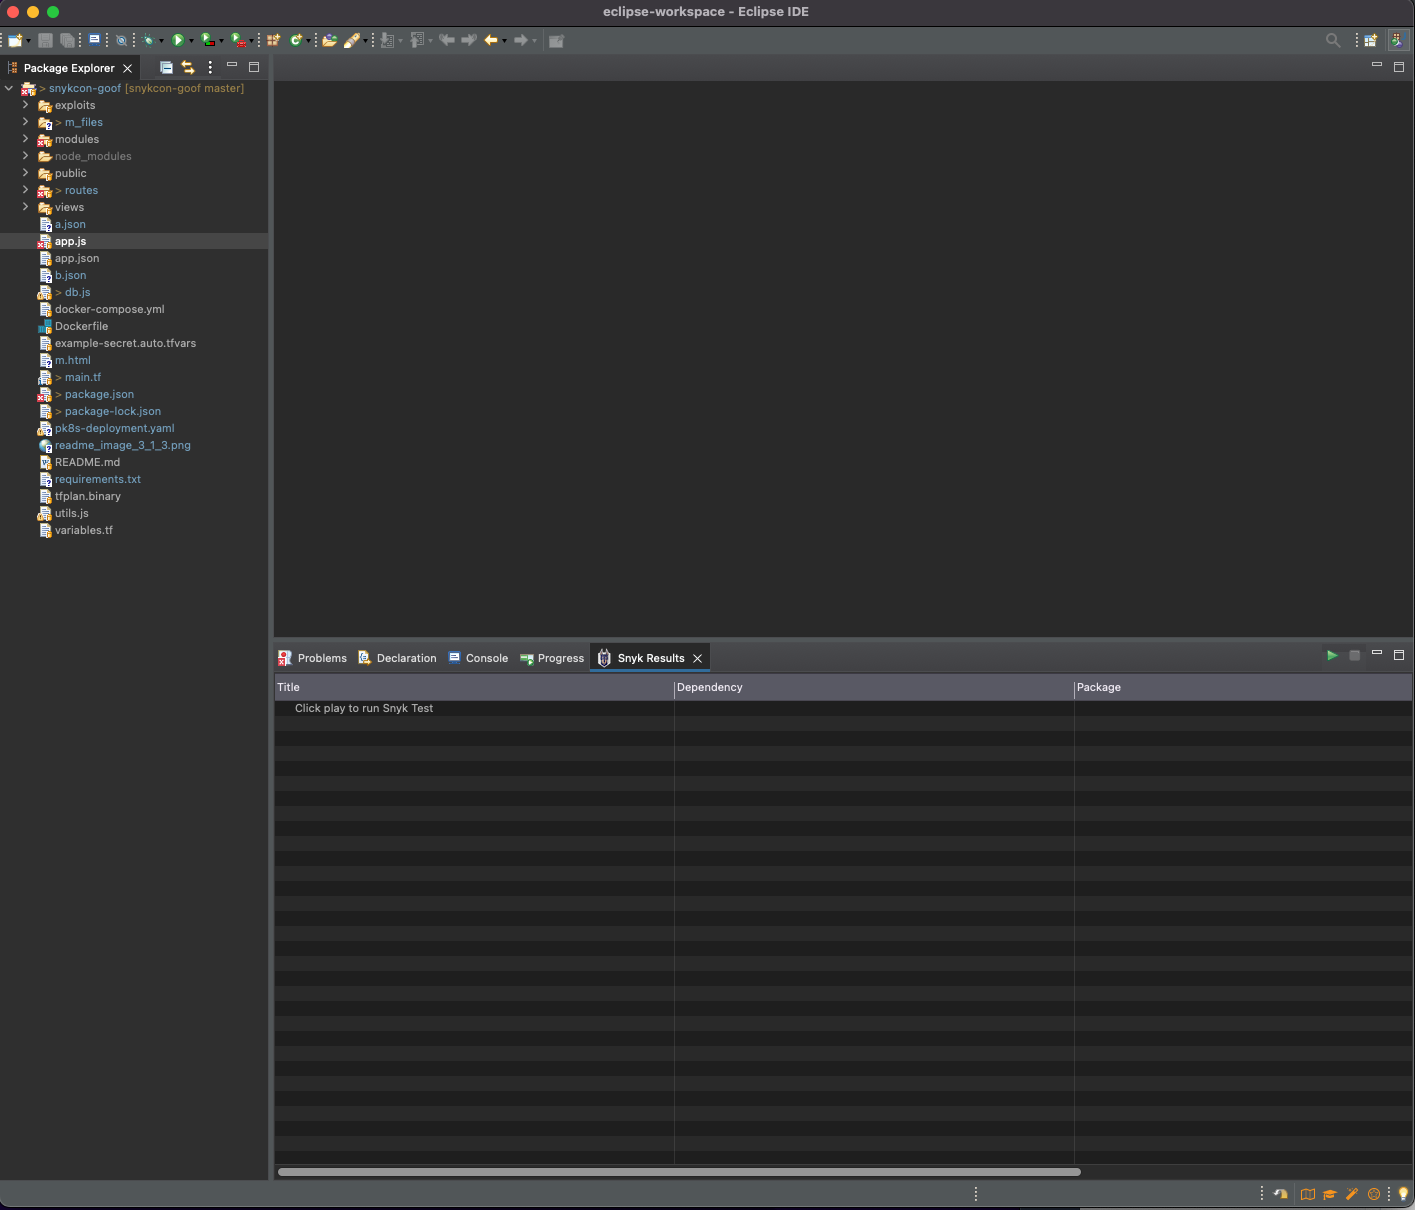 eclipse-workspace - Eclipse IDE
Package Explorer
> snykcon-goof [snykcon-goof master]
exploits
> m_files
modules
node_modules
public
> routes
views
a.json
app.js
app.json
b.json
> db.js
docker-compose.yml
Dockerfile
example-secret.auto.tfvars
m.html
> main.tf
> package.json
> package-lock.json
pk8s-deployment.yaml
readme_image_3_1_3.png
README.md
requirements.txt
tfplan.binary
utils.js
variables.tf
Problems Declaration Console Progress Snyk Results
Title Dependency Package
Click play to run Snyk Test